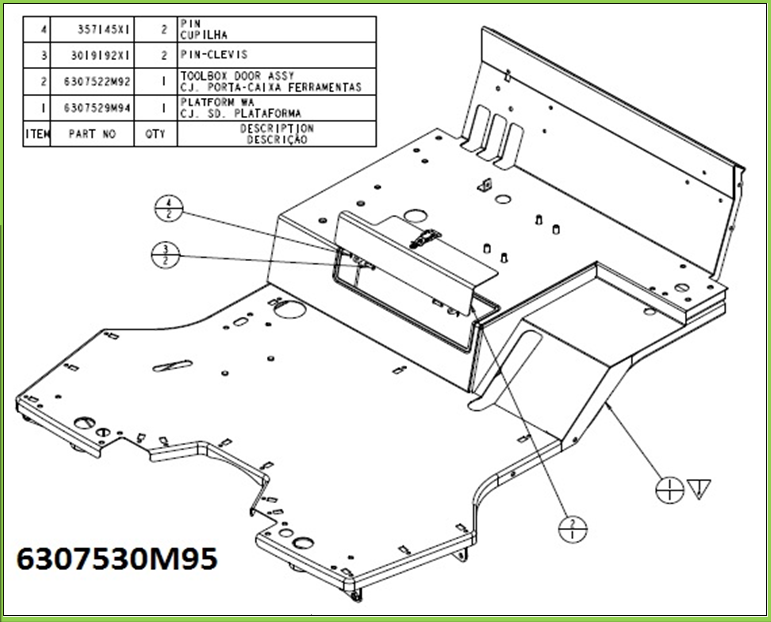 4 357145X1 2 PIN
CUPILHA
3 3019192X1 2 PIN-CLEVIS
2 6307522M92 1 TOOLBOX DOOR ASSY
CJ. PORTA-CAIXA FERRAMENTAS
1 6307529M94 1 PLATFORM WA
CJ. SD. PLATAFORMA
ITEM PART NO QTY DESCRIPTION
DESCRIÇÃO
4
2
3
2
1
1
2
1
6307530M95